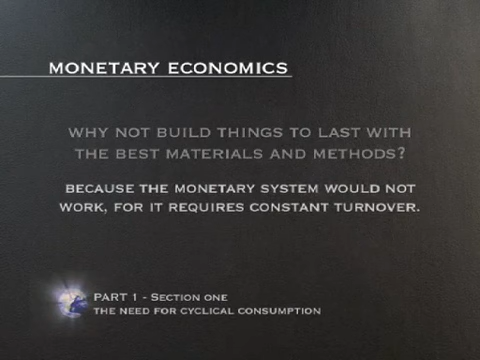 MONETARY ECONOMICS
WHY NOT BUILD THINGS TO LAST WITH
THE BEST MATERIALS AND METHODS?
BECAUSE THE MONETARY SYSTEM WOULD NOT
WORK, FOR IT REQUIRES CONSTANT TURNOVER.
PART 1 - SECTION ONE
THE NEED FOR CYCLICAL CONSUMPTION